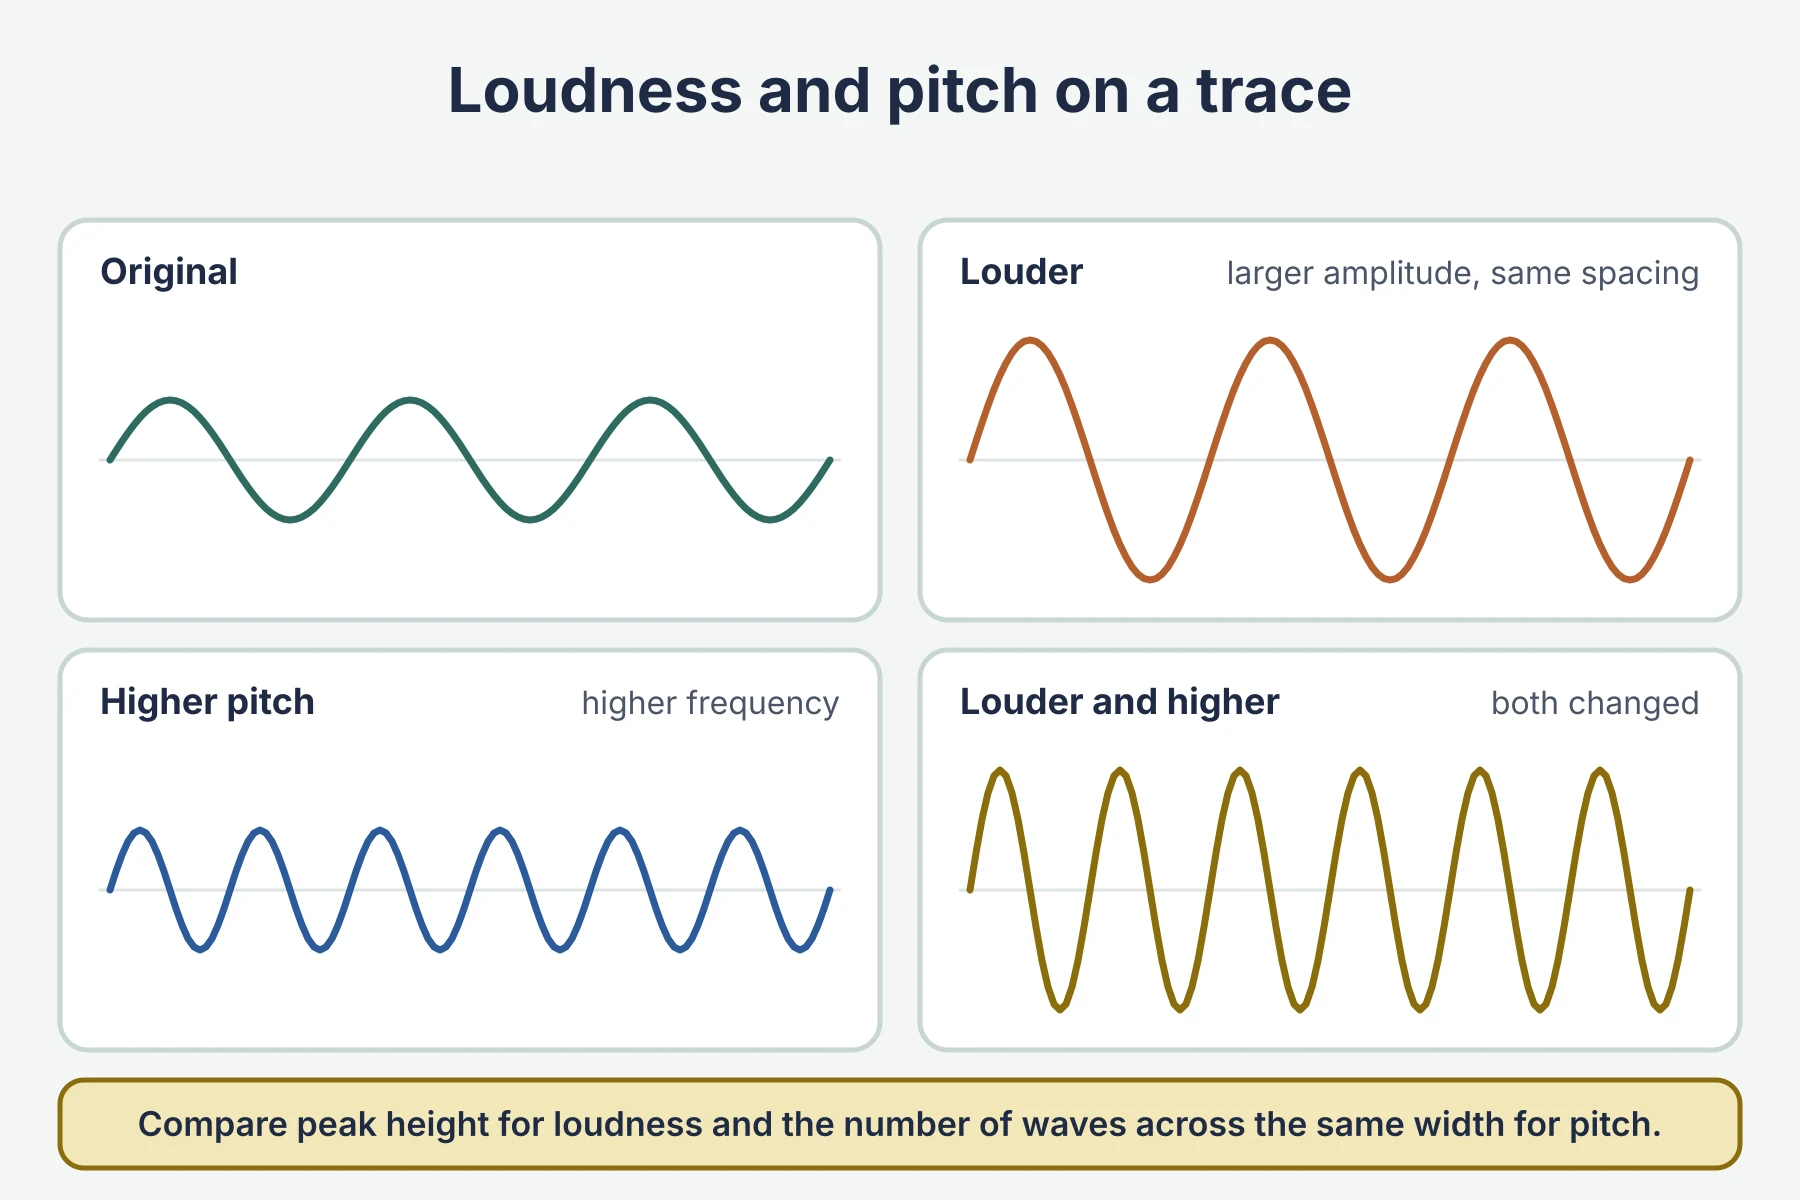 Loudness and pitch on a trace
Original
Louder
larger amplitude, same spacing
Higher pitch
higher frequency
Louder and higher
both changed
Compare peak height for loudness and the number of waves across the same width for pitch.